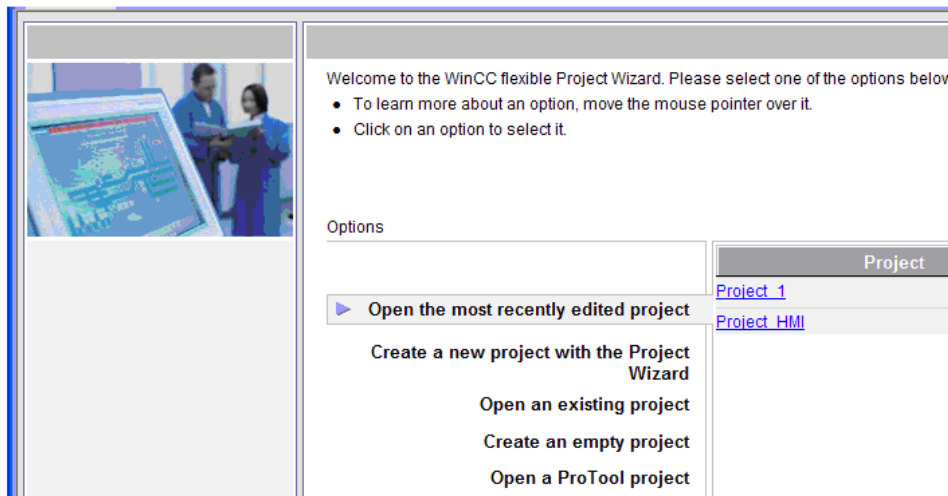 Welcome to the WinCC flexible Project Wizard. Please select one of the options below
• To learn more about an option, move the mouse pointer over it.
• Click on an option to select it.
Options
Project
Open the most recently edited project
Project_1
Project_HMI
Create a new project with the Project
Wizard
Open an existing project
Create an empty project
Open a ProTool project